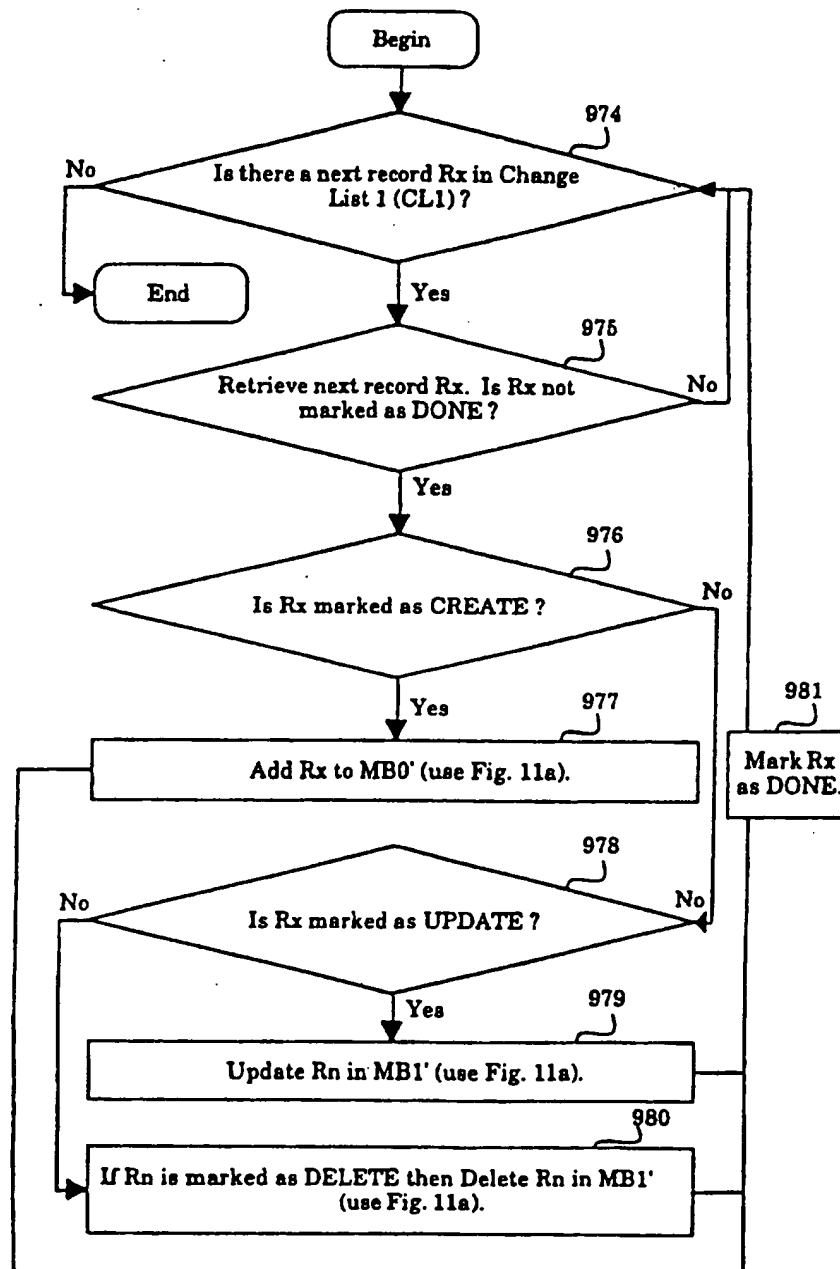 Begin
974
No
Is there a next record Rx in Change
List 1 (CL1) ?
End
Yes
975
Retrieve next record Rx. Is Rx not
marked as DONE ?
No
Yes
976
Is Rx marked as CREATE ?
No
Yes
977
Add Rx to MB0' (use Fig. 11a).
981
Mark Rx
as DONE.
978
No
Is Rx marked as UPDATE ?
No
Yes
979
Update Rn in MB1' (use Fig. 11a).
980
If Rn is marked as DELETE then Delete Rn in MB1'
(use Fig. 11a).